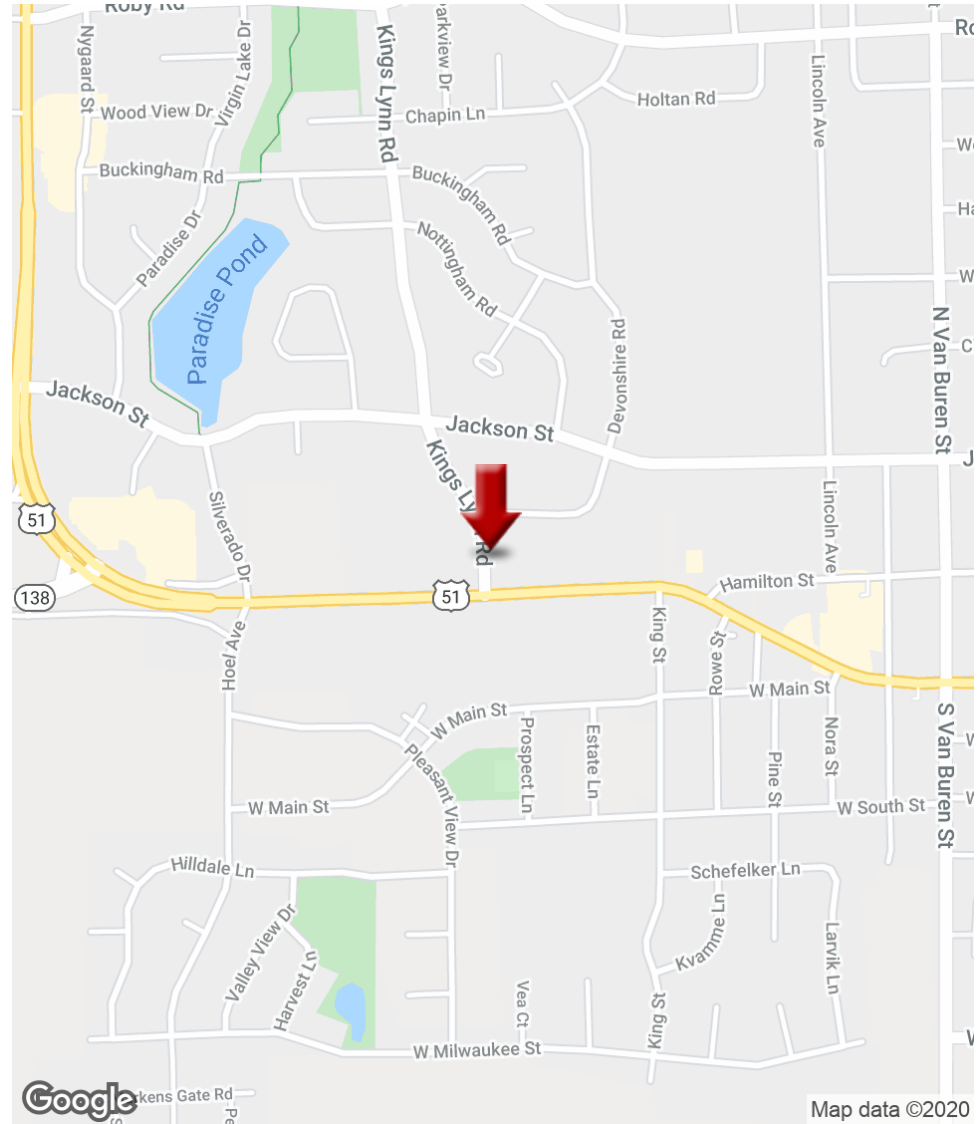 Roby Rd
Nygaard St
Virgin Lake Dr
Kings Lynn Rd
Parkview Dr
Lincoln Ave
Wood View Dr
Chapin Ln
Holtan Rd
Buckingham Rd
Buckingham Rd
Paradise Dr
Nottingham Rd
Paradise Pond
Devonshire Rd
N Van Buren St
Jackson St
Jackson St
Kings Ly
Rd
Silverado Dr
Lincoln Ave
51
138
51
Hamilton St
Hoel Ave
King St
Rowe St
W Main St
W Main St
Prospect Ln
Estate Ln
Pine St
Nora St
S Van Buren St
Pleasant View Dr
W Main St
W South St
Hilldale Ln
Schefelker Ln
Valley View Dr
Harvest Ln
Kvamme Ln
Larvik Ln
Vea Ct
King St
W Milwaukee St
kens Gate Rd
Google
Map data ©2020